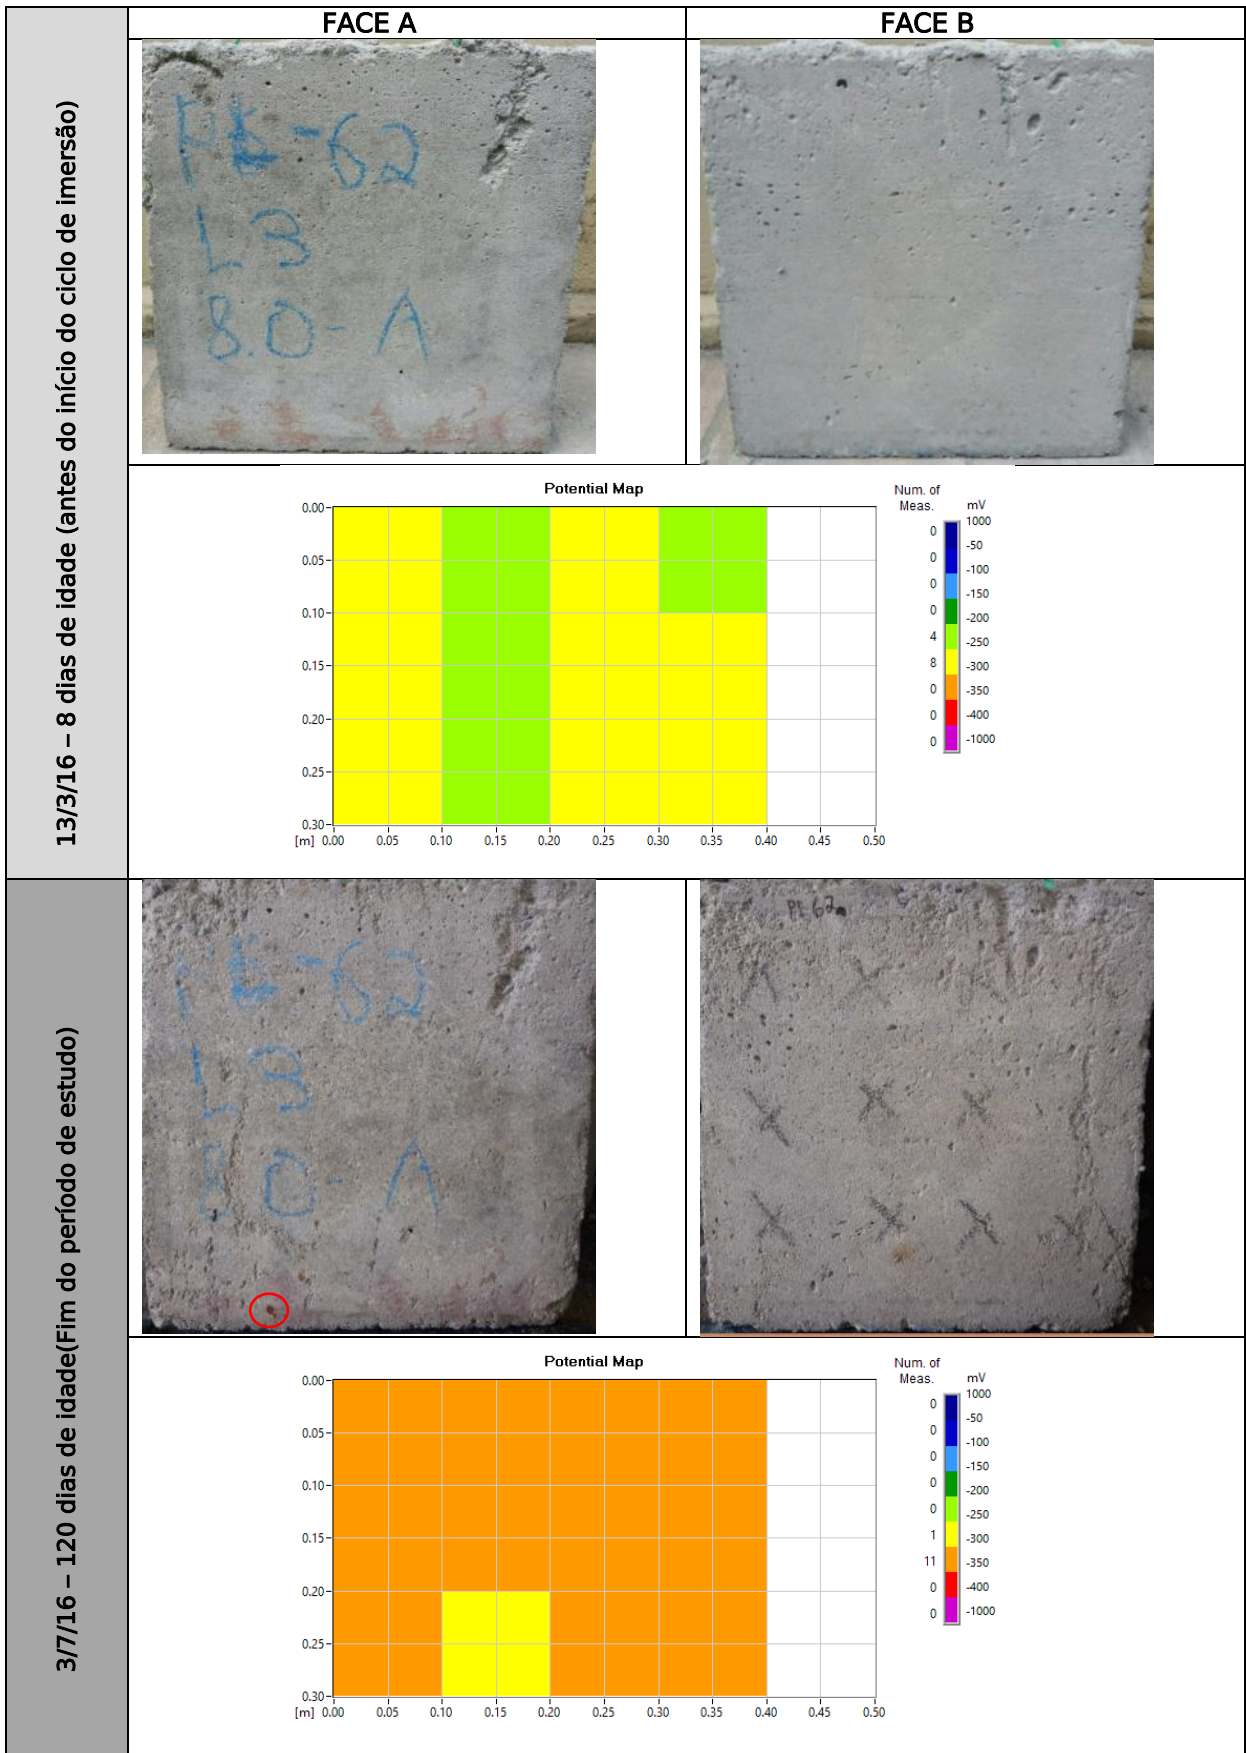 FACE A
FACE B
13/3/16 – 8 dias de idade (antes do início do ciclo de imersão)
PE-62
L3
8.0-A
Potential Map
Num. of
Meas.
mV
0.00
0.05
0.10
0.15
0.20
0.25
0.30
[m] 0.00 0.05 0.10 0.15 0.20 0.25 0.30 0.35 0.40 0.45 0.50
0
0
0
0
4
8
0
0
0
1000
-50
-100
-150
-200
-250
-300
-350
-400
-1000
3/7/16 – 120 dias de idade(Fim do período de estudo)
PE-62
L3
8.0-A
PE62
Potential Map
Num. of
Meas.
mV
0.00
0.05
0.10
0.15
0.20
0.25
0.30
[m] 0.00 0.05 0.10 0.15 0.20 0.25 0.30 0.35 0.40 0.45 0.50
0
0
0
0
0
1
11
0
0
1000
-50
-100
-150
-200
-250
-300
-350
-400
-1000